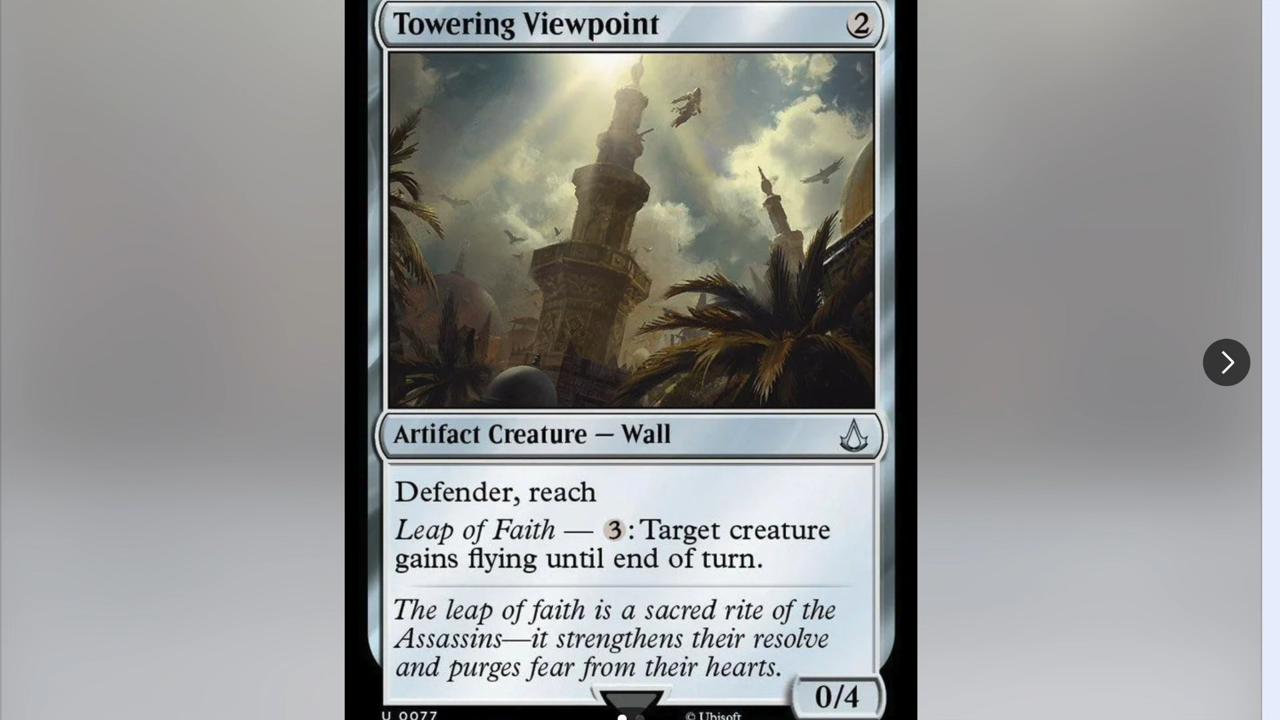 Towering Viewpoint 2
Artifact Creature — Wall
Defender, reach
Leap of Faith — 3: Target creature
gains flying until end of turn.
The leap of faith is a sacred rite of the
Assassins—it strengthens their resolve
and purges fear from their hearts.
0/4
U 0077 © Ubisoft